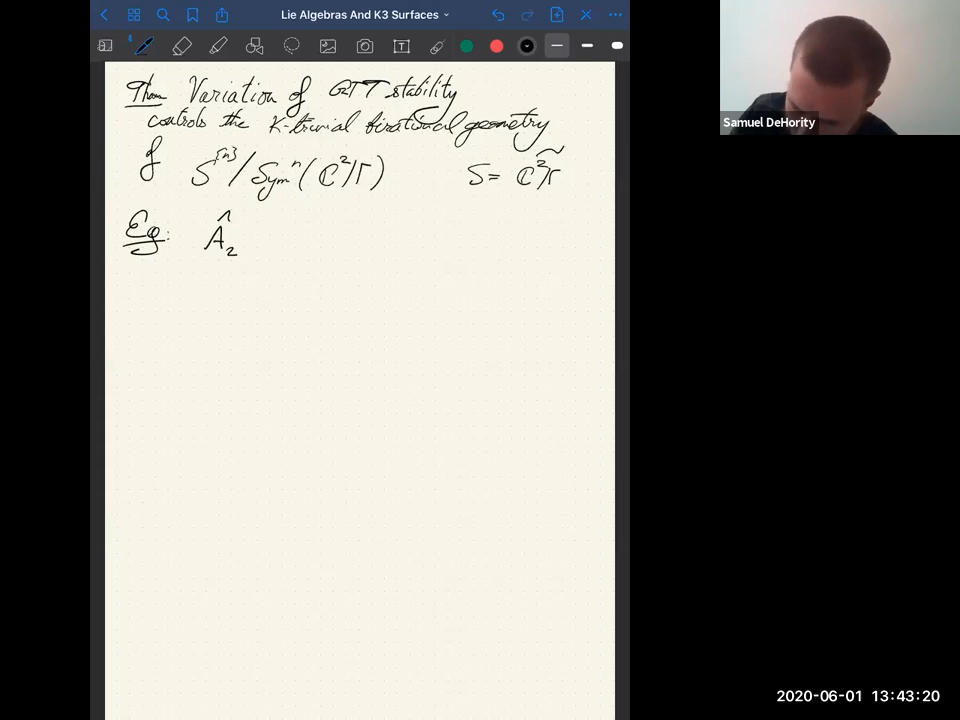 Lie Algebras And K3 Surfaces
Thm Variation of GIT stability
controls the K-trivial birational geometry
of S^{[n]}/Sym^n(ℂ²/Γ) S = \widetilde{ℂ²/Γ}
Eg: Â₂
Samuel DeHority
2020-06-01 13:43:20